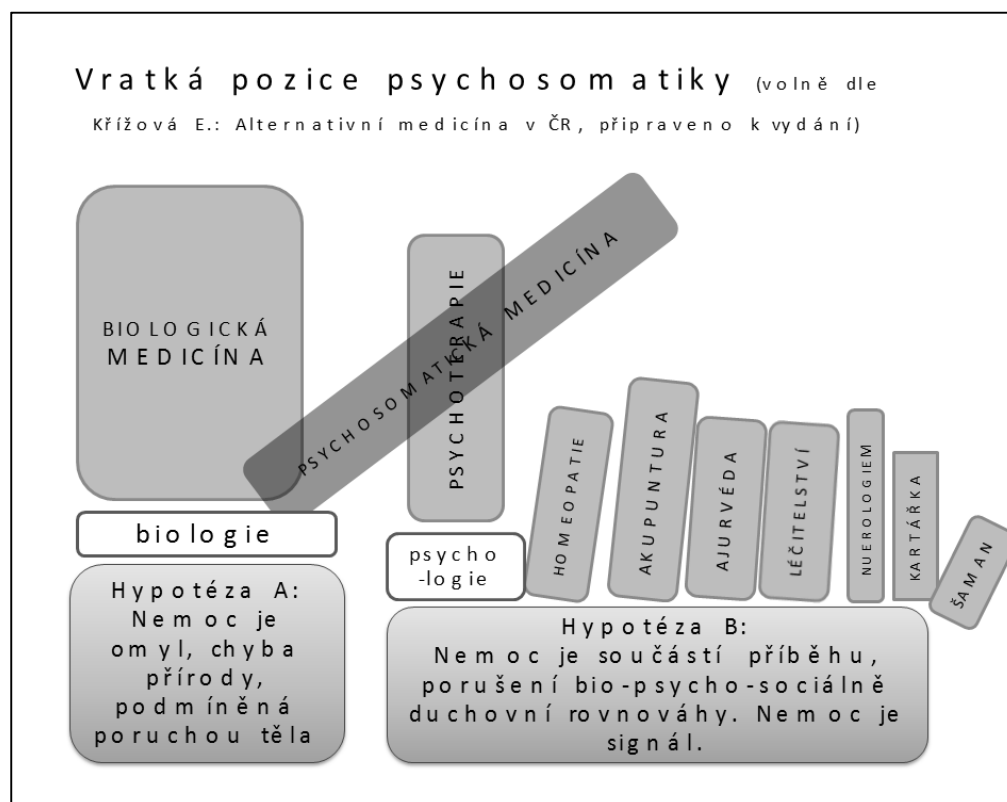 Vratká pozice psychosomatiky (volně dle
Křížová E.: Alternativní medicína v ČR, připraveno k vydání)
BIOLOGICKÁ
MEDICÍNA
PSYCHOTERAPIE
PSYCHOSOMATICKÁ MEDICÍNA
HOMEOPATIE
AKUPUNTURA
AJURVÉDA
LÉČITELSTVÍ
NUEROLOGIEM
KARTÁŘKA
ŠAMAN
biologie
psycho
-logie
Hypotéza A:
Nemoc je
omyl, chyba
přírody,
podmíněná
poruchou těla
Hypotéza B:
Nemoc je součástí příběhu,
porušení bio-psycho-sociálně
duchovní rovnováhy. Nemoc je
signál.